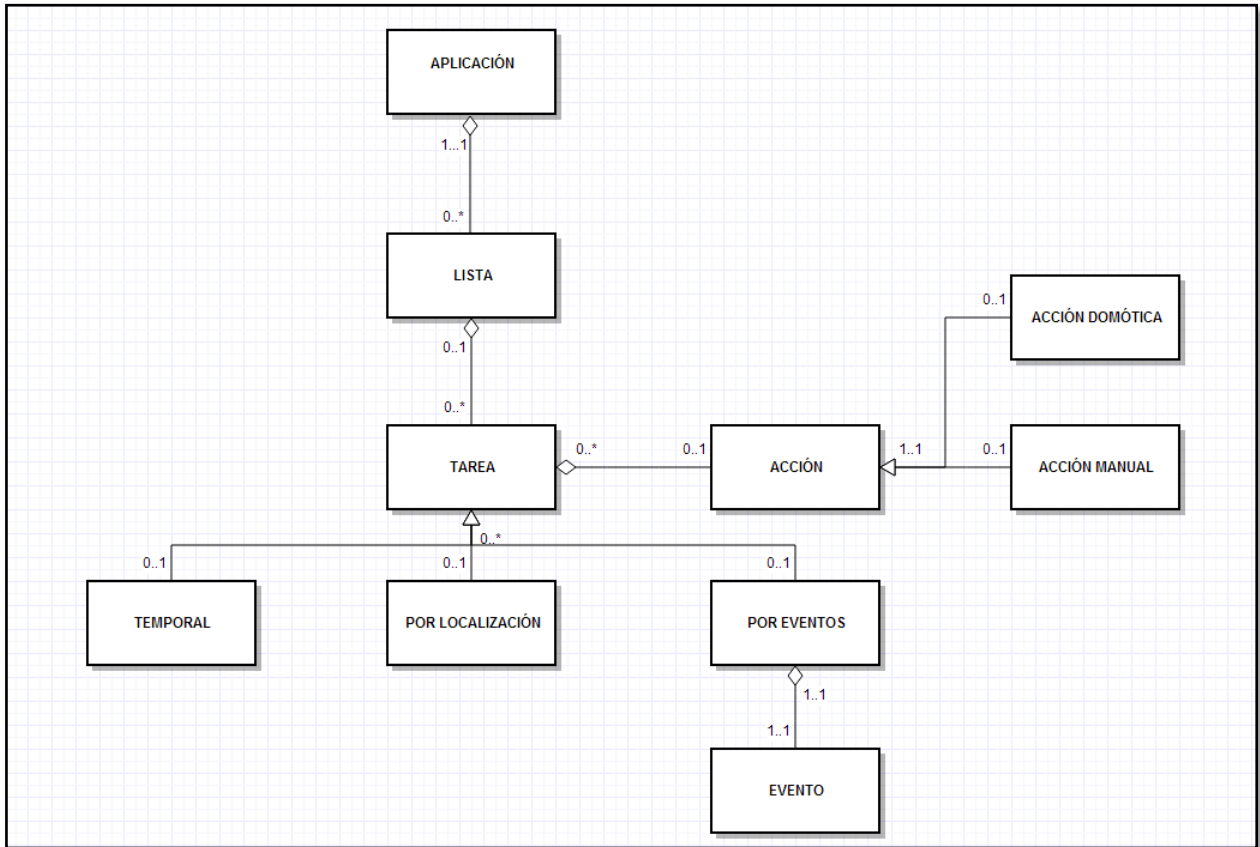 APLICACIÓN
1...1
0..*
LISTA
0..1
0..*
TAREA
0..*
0..1
ACCIÓN
1..1
0..1
ACCIÓN DOMÓTICA
0..1
ACCIÓN MANUAL
0..*
0..1
0..1
0..1
TEMPORAL
POR LOCALIZACIÓN
POR EVENTOS
1..1
1..1
EVENTO